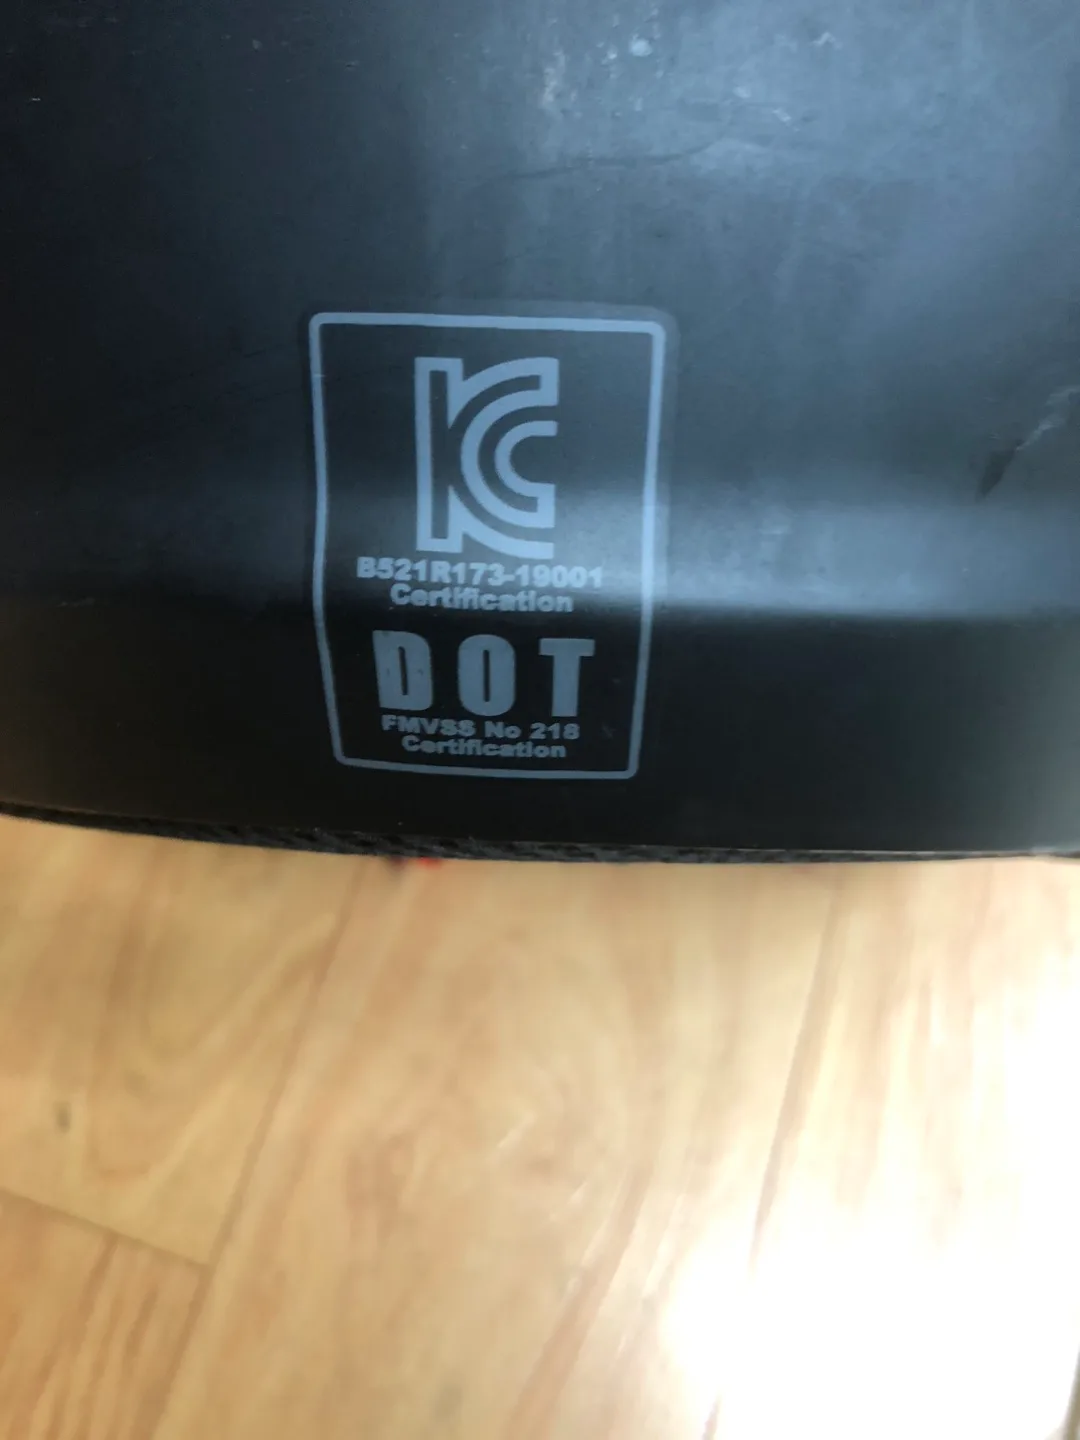 KC
B521R173-19001
Certification
DOT
FMVSS No 218
Certification